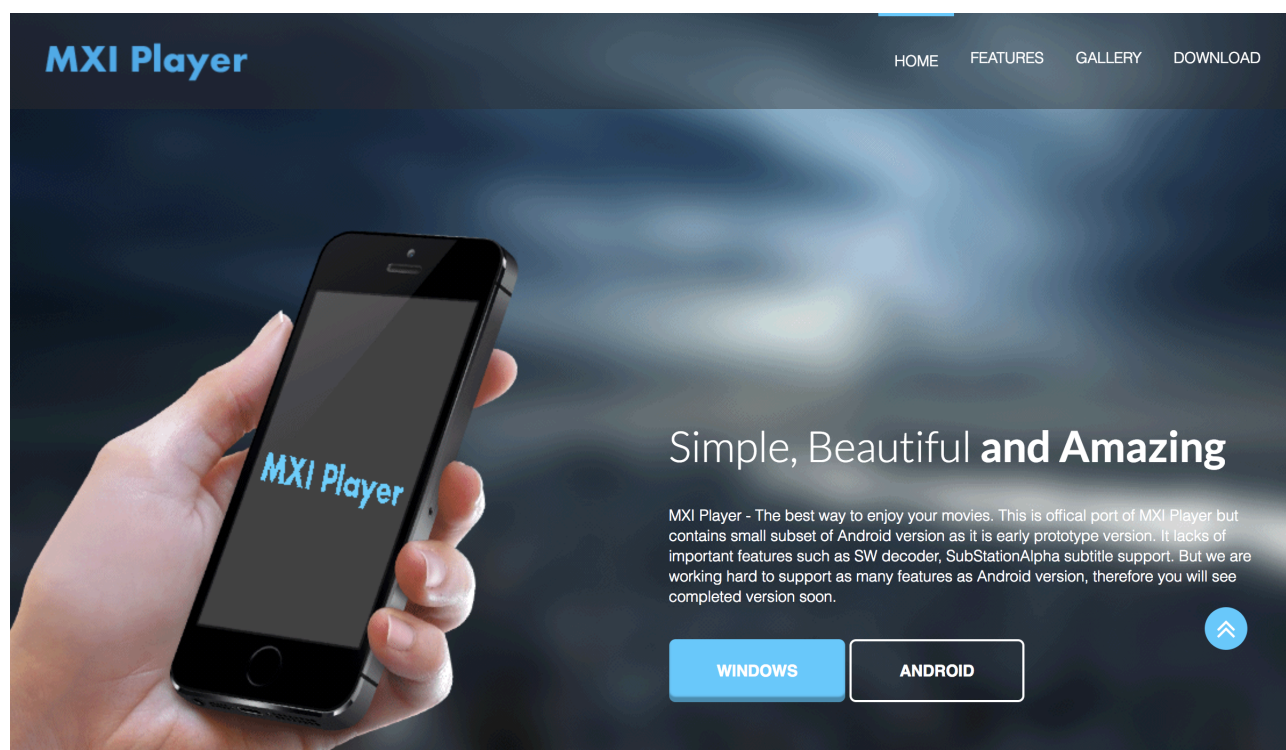 MXI Player
HOME
FEATURES
GALLERY
DOWNLOAD
MXI Player
Simple, Beautiful and Amazing
MXI Player - The best way to enjoy your movies. This is offical port of MXI Player but
contains small subset of Android version as it is early prototype version. It lacks of
important features such as SW decoder, SubStationAlpha subtitle support. But we are
working hard to support as many features as Android version, therefore you will see
completed version soon.
WINDOWS
ANDROID